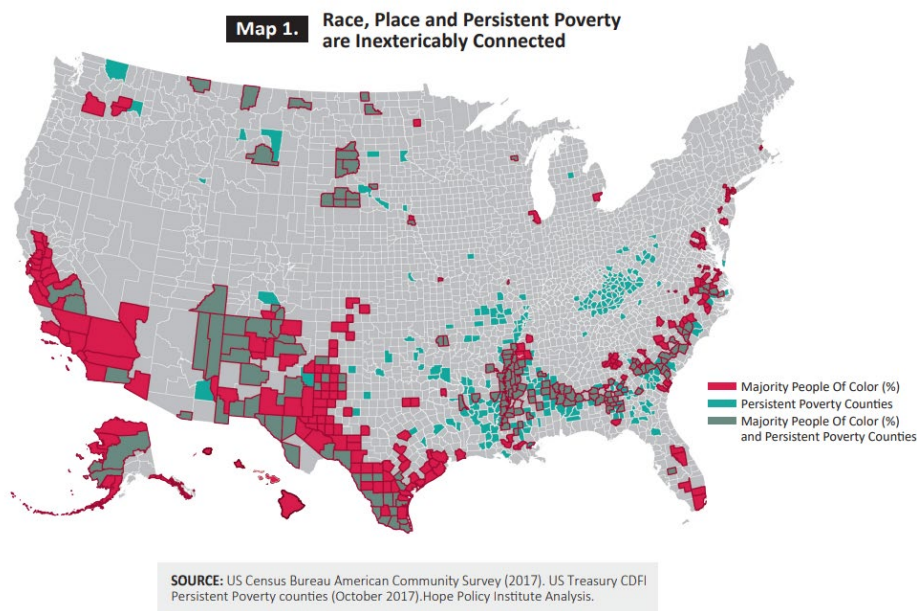 Map 1.
Race, Place and Persistent Poverty
are Inextericably Connected
Majority People Of Color (%)
Persistent Poverty Counties
Majority People Of Color (%)
and Persistent Poverty Counties
SOURCE: US Census Bureau American Community Survey (2017). US Treasury CDFI
Persistent Poverty counties (October 2017).Hope Policy Institute Analysis.